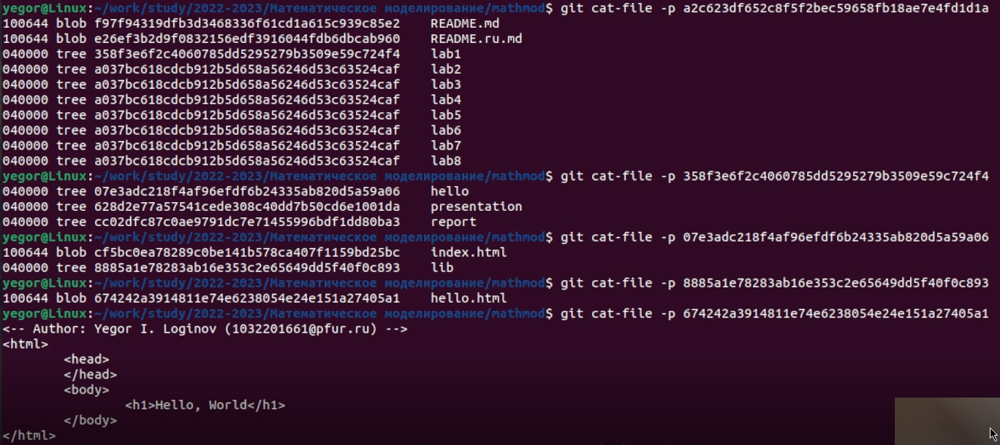 yegor@Linux:~/work/study/2022-2023/Математическое моделирование/mathmod$ git cat-file -p a2c623df652c8f5f2bec59658fb18ae7e4fd1d1a
100644 blob f97f94319dfb3d3468336f61cd1a615c939c85e2    README.md
100644 blob e26ef3b2d9f0832156edf3916044fdb6dbcab960    README.ru.md
040000 tree 358f3e6f2c4060785dd5295279b3509e59c724f4    lab1
040000 tree a037bc618cdcb912b5d658a56246d53c63524caf    lab2
040000 tree a037bc618cdcb912b5d658a56246d53c63524caf    lab3
040000 tree a037bc618cdcb912b5d658a56246d53c63524caf    lab4
040000 tree a037bc618cdcb912b5d658a56246d53c63524caf    lab5
040000 tree a037bc618cdcb912b5d658a56246d53c63524caf    lab6
040000 tree a037bc618cdcb912b5d658a56246d53c63524caf    lab7
040000 tree a037bc618cdcb912b5d658a56246d53c63524caf    lab8
yegor@Linux:~/work/study/2022-2023/Математическое моделирование/mathmod$ git cat-file -p 358f3e6f2c4060785dd5295279b3509e59c724f4
040000 tree 07e3adc218f4af96efdf6b24335ab820d5a59a06    hello
040000 tree 628d2e77a57541cede308c40dd7b50cd6e1001da    presentation
040000 tree cc02dfc87c0ae9791dc7e71455996bdf1dd80ba3    report
yegor@Linux:~/work/study/2022-2023/Математическое моделирование/mathmod$ git cat-file -p 07e3adc218f4af96efdf6b24335ab820d5a59a06
100644 blob cf5bc0ea78289c0be141b578ca407f1159bd25bc    index.html
040000 tree 8885a1e78283ab16e353c2e65649dd5f40f0c893    lib
yegor@Linux:~/work/study/2022-2023/Математическое моделирование/mathmod$ git cat-file -p 8885a1e78283ab16e353c2e65649dd5f40f0c893
100644 blob 674242a3914811e74e6238054e24e151a27405a1    hello.html
yegor@Linux:~/work/study/2022-2023/Математическое моделирование/mathmod$ git cat-file -p 674242a3914811e74e6238054e24e151a27405a1
<-- Author: Yegor I. Loginov (1032201661@pfur.ru) -->
<html>
        <head>
        </head>
        <body>
                <h1>Hello, World</h1>
        </body>
</html>